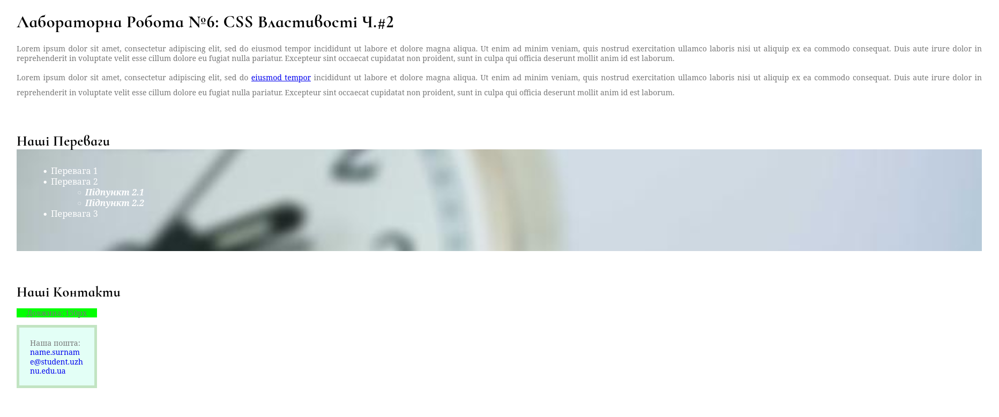 Лабораторна Робота №6: CSS Властивості Ч.#2
Lorem ipsum dolor sit amet, consectetur adipiscing elit, sed do eiusmod tempor incididunt ut labore et dolore magna aliqua. Ut enim ad minim veniam, quis nostrud exercitation ullamco laboris nisi ut aliquip ex ea commodo consequat. Duis aute irure dolor in
reprehenderit in voluptate velit esse cillum dolore eu fugiat nulla pariatur. Excepteur sint occaecat cupidatat non proident, sunt in culpa qui officia deserunt mollit anim id est laborum.
Lorem ipsum dolor sit amet, consectetur adipiscing elit, sed do eiusmod tempor incididunt ut labore et dolore magna aliqua. Ut enim ad minim veniam, quis nostrud exercitation ullamco laboris nisi ut aliquip ex ea commodo consequat. Duis aute irure dolor in
reprehenderit in voluptate velit esse cillum dolore eu fugiat nulla pariatur. Excepteur sint occaecat cupidatat non proident, sunt in culpa qui officia deserunt mollit anim id est laborum.
Наші Переваги
• Перевага 1
• Перевага 2
◦ Підпункт 2.1
◦ Підпункт 2.2
• Перевага 3
Наші Контакти
Довжина: 150px
Наша пошта:
name.surnam
e@student.uzh
nu.edu.ua